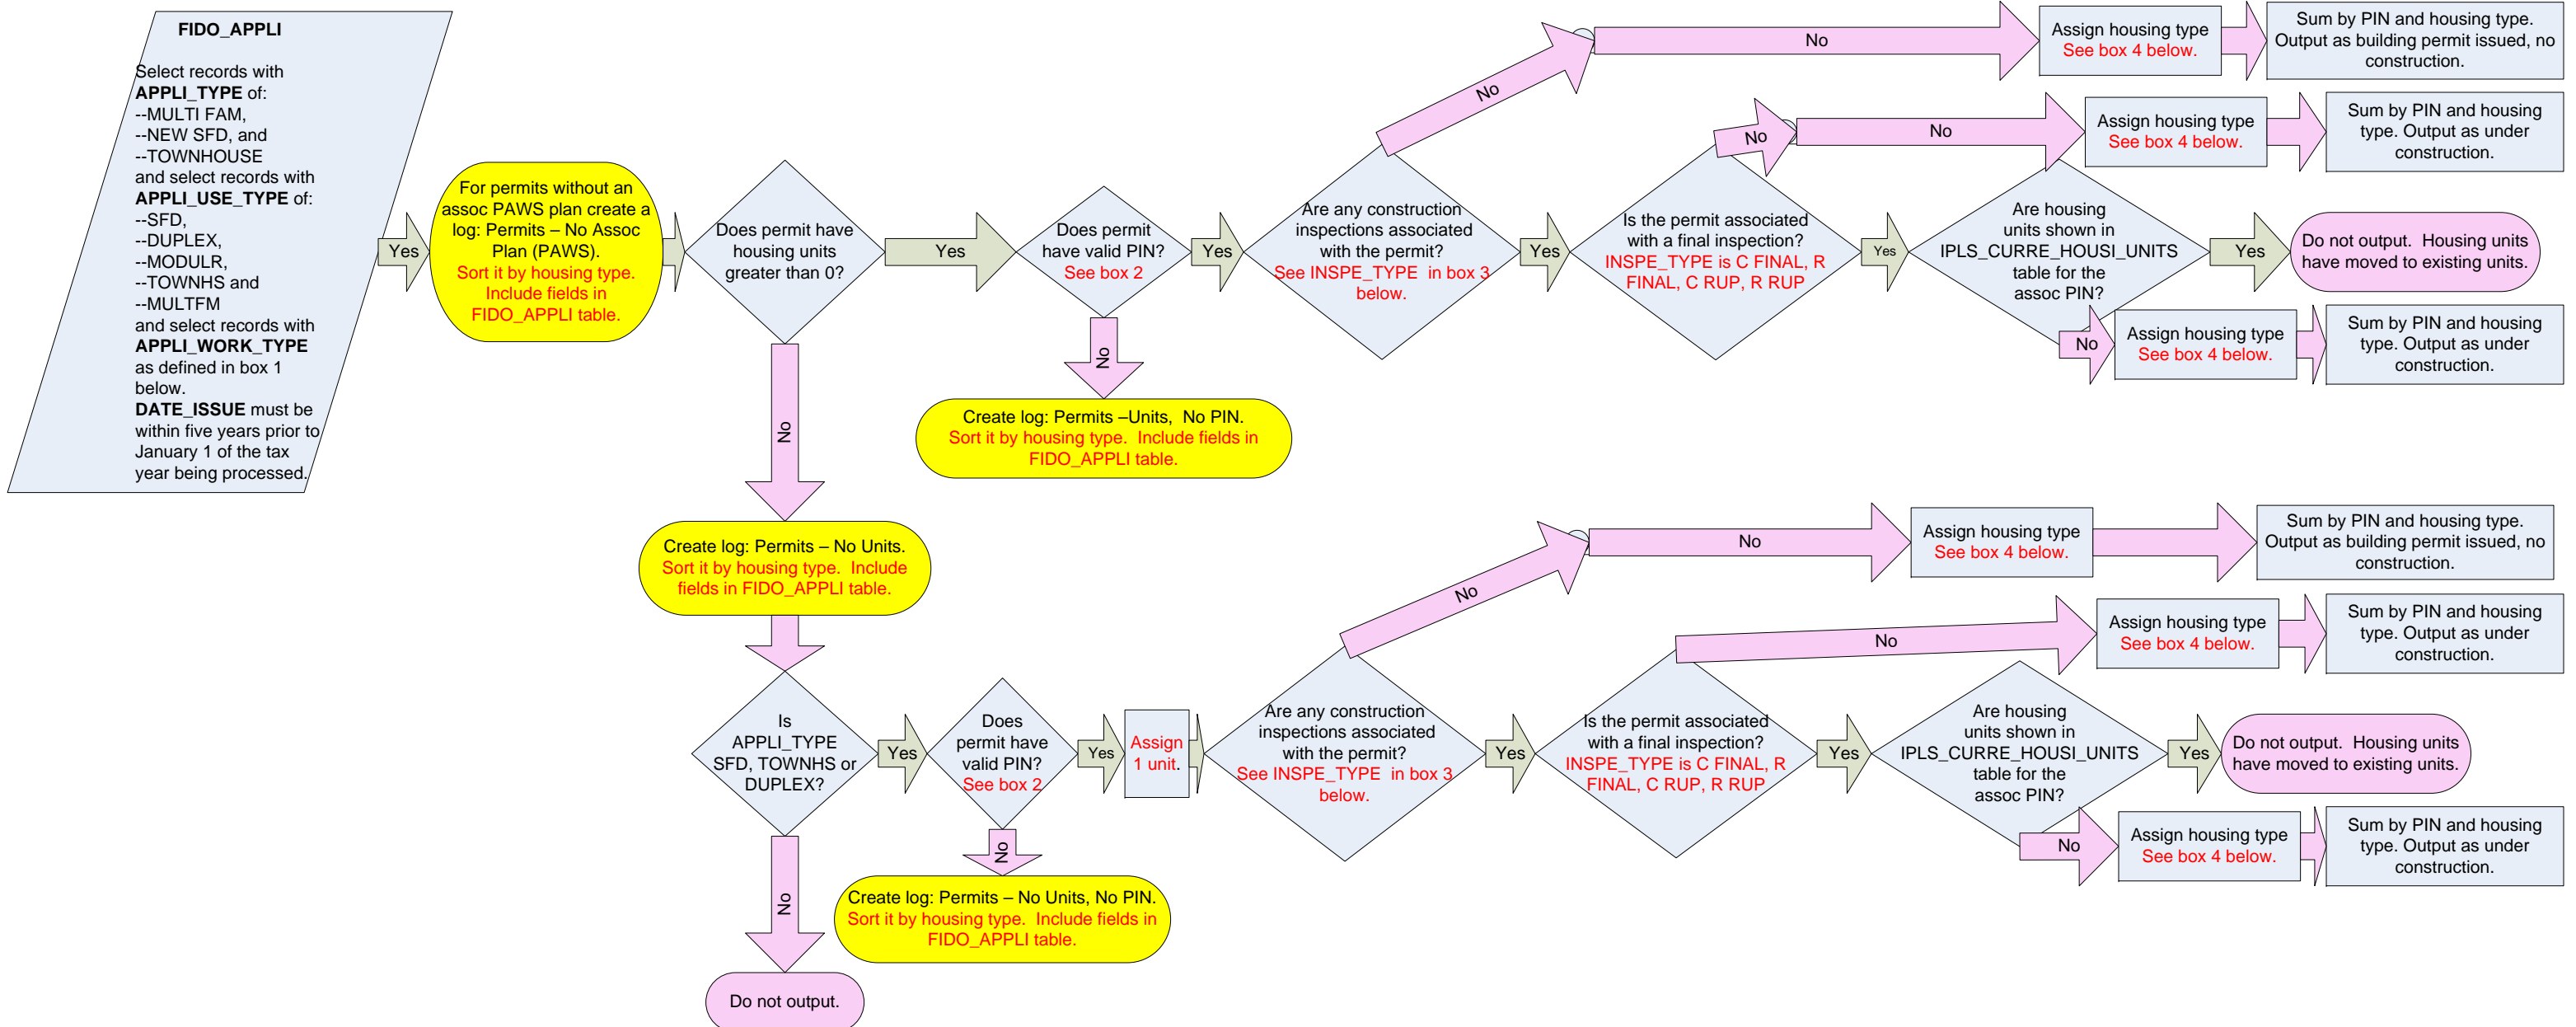 FIDO_APPLI
Select records with
APPLI_TYPE of:
--MULTI FAM,
--NEW SFD, and
--TOWNHOUSE
and select records with
APPLI_USE_TYPE of:
--SFD,
--DUPLEX,
--MODULR,
--TOWNHS and
--MULTFM
and select records with
APPLI_WORK_TYPE
as defined in box 1
below.
DATE_ISSUE must be
within five years prior to
January 1 of the tax
year being processed.
Yes
For permits without an
assoc PAWS plan create a
log: Permits – No Assoc
Plan (PAWS).
Sort it by housing type.
Include fields in
FIDO_APPLI table.
Does permit have
housing units
greater than 0?
Yes
Does permit
have valid PIN?
See box 2
Yes
Are any construction
inspections associated
with the permit?
See INSPE_TYPE  in box 3
below.
No
No
Assign housing type
See box 4 below.
Sum by PIN and housing type.
Output as building permit issued, no
construction.
Yes
Is the permit associated
with a final inspection?
INSPE_TYPE is C FINAL, R
FINAL, C RUP, R RUP
No
No
Assign housing type
See box 4 below.
Sum by PIN and housing
type. Output as under
construction.
Yes
Are housing
units shown in
IPLS_CURRE_HOUSI_UNITS
table for the
assoc PIN?
Yes
Do not output.  Housing units
have moved to existing units.
No
Assign housing type
See box 4 below.
Sum by PIN and housing
type. Output as under
construction.
No
Create log: Permits –Units,  No PIN.
Sort it by housing type.  Include fields in
FIDO_APPLI table.
No
Create log: Permits – No Units.
Sort it by housing type.  Include
fields in FIDO_APPLI table.
Is
APPLI_TYPE
SFD, TOWNHS or
DUPLEX?
Yes
Does
permit have
valid PIN?
See box 2
Yes
Assign
1 unit.
Are any construction
inspections associated
with the permit?
See INSPE_TYPE  in box 3
below.
No
No
Assign housing type
See box 4 below.
Sum by PIN and housing type.
Output as building permit issued, no
construction.
Yes
Is the permit associated
with a final inspection?
INSPE_TYPE is C FINAL, R
FINAL, C RUP, R RUP
No
Assign housing type
See box 4 below.
Sum by PIN and housing
type. Output as under
construction.
Yes
Are housing
units shown in
IPLS_CURRE_HOUSI_UNITS
table for the
assoc PIN?
Yes
Do not output.  Housing units
have moved to existing units.
No
Assign housing type
See box 4 below.
Sum by PIN and housing
type. Output as under
construction.
No
Create log: Permits – No Units, No PIN.
Sort it by housing type.  Include fields in
FIDO_APPLI table.
No
Do not output.